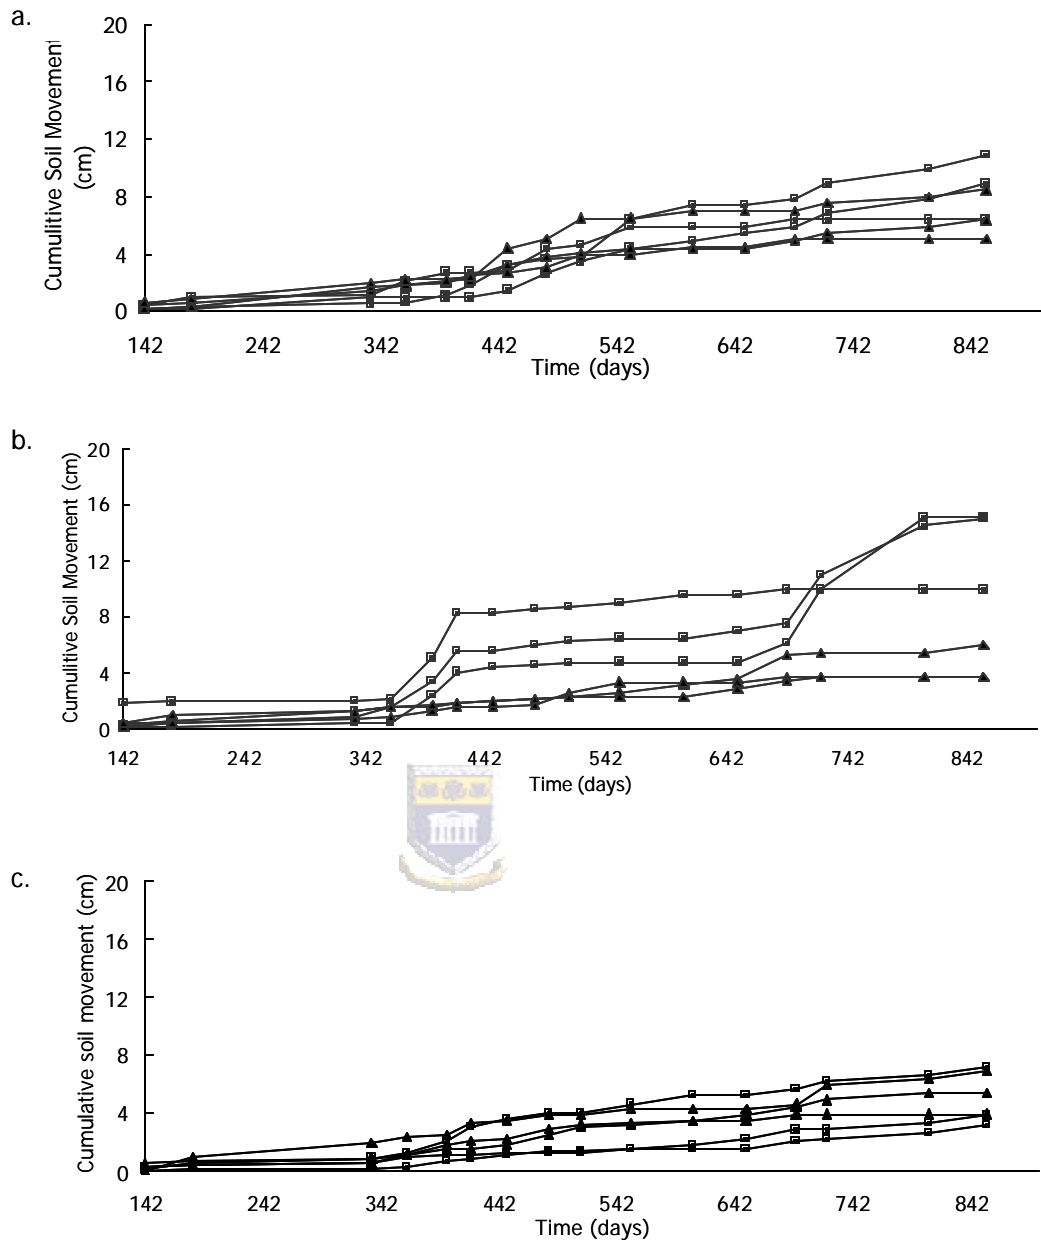 a.
Cumulitive Soil Movement
(cm)
20
16
12
8
4
0
142 242 342 442 542 642 742 842
Time (days)
b.
Cumulitive Soil Movement (cm)
20
16
12
8
4
0
142 242 342 442 542 642 742 842
Time (days)
c.
Cumulative soil movement (cm)
20
16
12
8
4
0
142 242 342 442 542 642 742 842
Time (days)